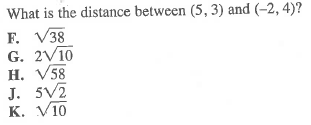 What is the distance between (5, 3) and (−2, 4)?
F. √38
G. 2√10
H. √58
J. 5√2
K. √10